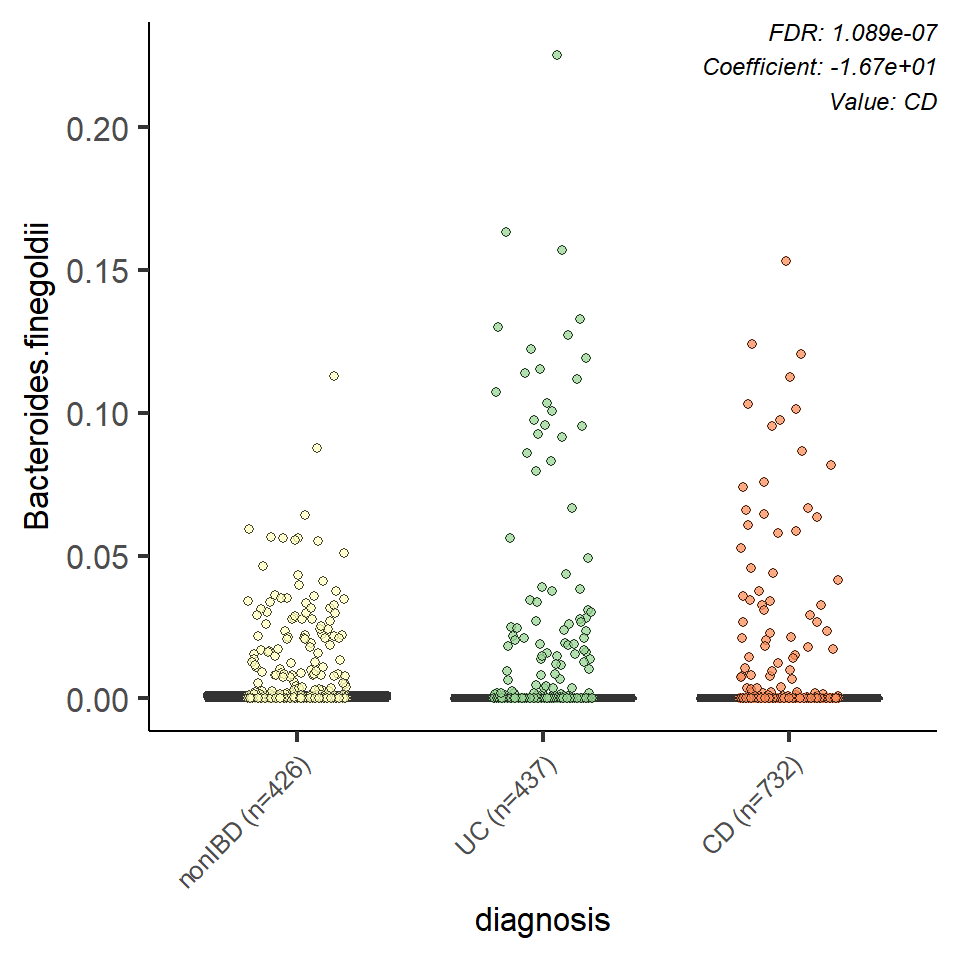 FDR: 1.089e-07
Coefficient: -1.67e+01
Value: CD
Bacteroides.finegoldii
0.20
0.15
0.10
0.05
0.00
nonIBD (n=426)
UC (n=437)
CD (n=732)
diagnosis